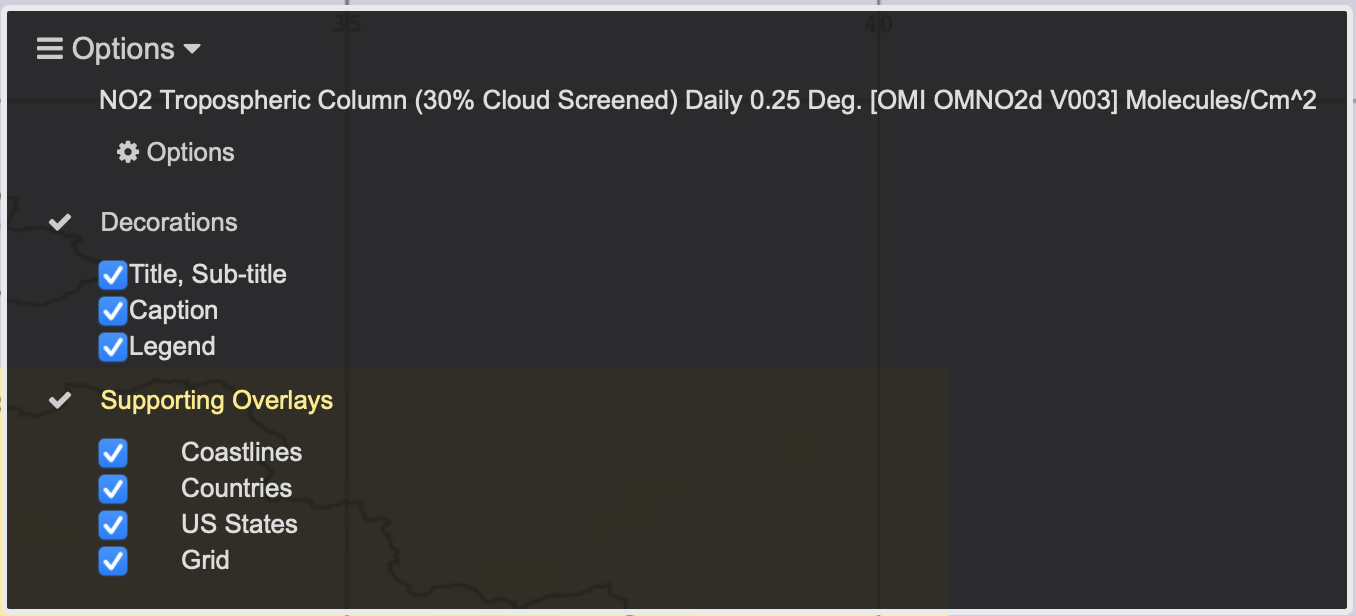 35 40
Options
NO2 Tropospheric Column (30% Cloud Screened) Daily 0.25 Deg. [OMI OMNO2d V003] Molecules/Cm^2
Options
Decorations
Title, Sub-title
Caption
Legend
Supporting Overlays
Coastlines
Countries
US States
Grid